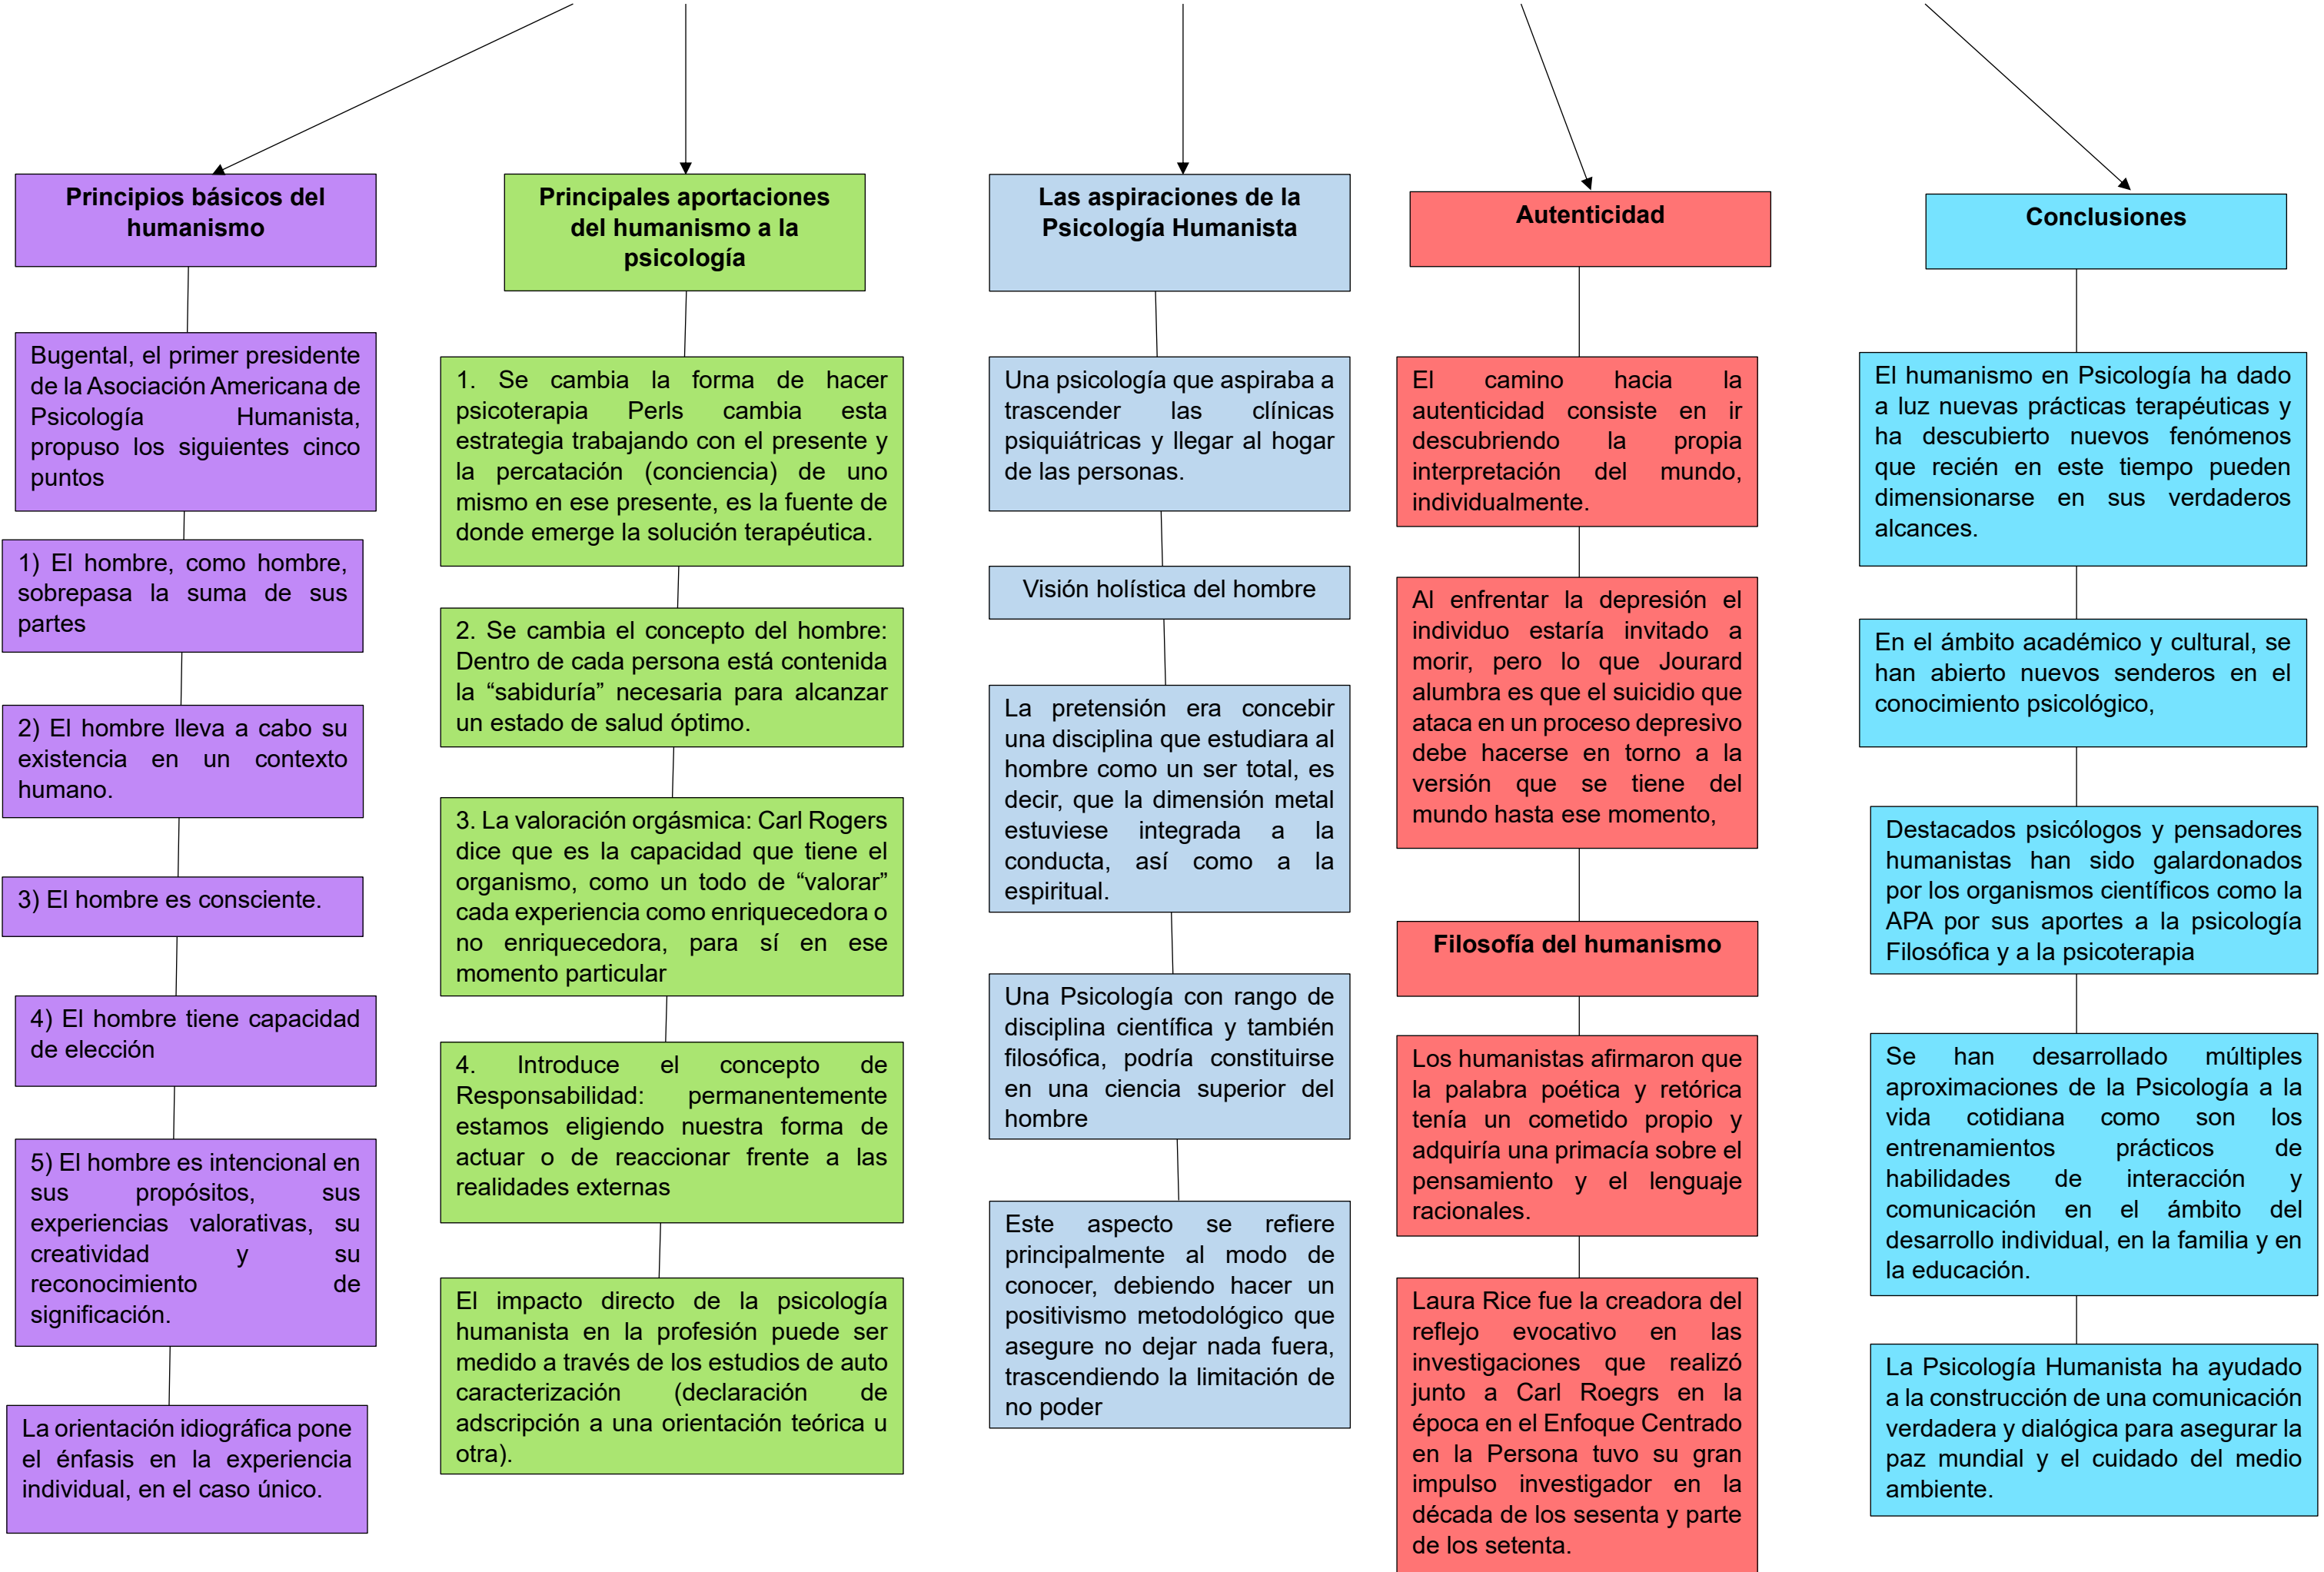 Principios básicos del
humanismo
Bugental, el primer presidente
de la Asociación Americana de
Psicología Humanista,
propuso los siguientes cinco
puntos
1) El hombre, como hombre,
sobrepasa la suma de sus
partes
2) El hombre lleva a cabo su
existencia en un contexto
humano.
3) El hombre es consciente.
4) El hombre tiene capacidad
de elección
5) El hombre es intencional en
sus propósitos, sus
experiencias valorativas, su
creatividad y su
reconocimiento de
significación.
La orientación idiográfica pone
el énfasis en la experiencia
individual, en el caso único.
Principales aportaciones
del humanismo a la
psicología
1. Se cambia la forma de hacer
psicoterapia Perls cambia esta
estrategia trabajando con el presente y
la percatación (conciencia) de uno
mismo en ese presente, es la fuente de
donde emerge la solución terapéutica.
2. Se cambia el concepto del hombre:
Dentro de cada persona está contenida
la “sabiduría” necesaria para alcanzar
un estado de salud óptimo.
3. La valoración orgásmica: Carl Rogers
dice que es la capacidad que tiene el
organismo, como un todo de “valorar”
cada experiencia como enriquecedora o
no enriquecedora, para sí en ese
momento particular
4. Introduce el concepto de
Responsabilidad: permanentemente
estamos eligiendo nuestra forma de
actuar o de reaccionar frente a las
realidades externas
El impacto directo de la psicología
humanista en la profesión puede ser
medido a través de los estudios de auto
caracterización (declaración de
adscripción a una orientación teórica u
otra).
Las aspiraciones de la
Psicología Humanista
Una psicología que aspiraba a
trascender las clínicas
psiquiátricas y llegar al hogar
de las personas.
Visión holística del hombre
La pretensión era concebir
una disciplina que estudiara al
hombre como un ser total, es
decir, que la dimensión metal
estuviese integrada a la
conducta, así como a la
espiritual.
Una Psicología con rango de
disciplina científica y también
filosófica, podría constituirse
en una ciencia superior del
hombre
Este aspecto se refiere
principalmente al modo de
conocer, debiendo hacer un
positivismo metodológico que
asegure no dejar nada fuera,
trascendiendo la limitación de
no poder
Autenticidad
El camino hacia la
autenticidad consiste en ir
descubriendo la propia
interpretación del mundo,
individualmente.
Al enfrentar la depresión el
individuo estaría invitado a
morir, pero lo que Jourard
alumbra es que el suicidio que
ataca en un proceso depresivo
debe hacerse en torno a la
versión que se tiene del
mundo hasta ese momento,
Filosofía del humanismo
Los humanistas afirmaron que
la palabra poética y retórica
tenía un cometido propio y
adquiría una primacía sobre el
pensamiento y el lenguaje
racionales.
Laura Rice fue la creadora del
reflejo evocativo en las
investigaciones que realizó
junto a Carl Roegrs en la
época en el Enfoque Centrado
en la Persona tuvo su gran
impulso investigador en la
década de los sesenta y parte
de los setenta.
Conclusiones
El humanismo en Psicología ha dado
a luz nuevas prácticas terapéuticas y
ha descubierto nuevos fenómenos
que recién en este tiempo pueden
dimensionarse en sus verdaderos
alcances.
En el ámbito académico y cultural, se
han abierto nuevos senderos en el
conocimiento psicológico,
Destacados psicólogos y pensadores
humanistas han sido galardonados
por los organismos científicos como la
APA por sus aportes a la psicología
Filosófica y a la psicoterapia
Se han desarrollado múltiples
aproximaciones de la Psicología a la
vida cotidiana como son los
entrenamientos prácticos de
habilidades de interacción y
comunicación en el ámbito del
desarrollo individual, en la familia y en
la educación.
La Psicología Humanista ha ayudado
a la construcción de una comunicación
verdadera y dialógica para asegurar la
paz mundial y el cuidado del medio
ambiente.